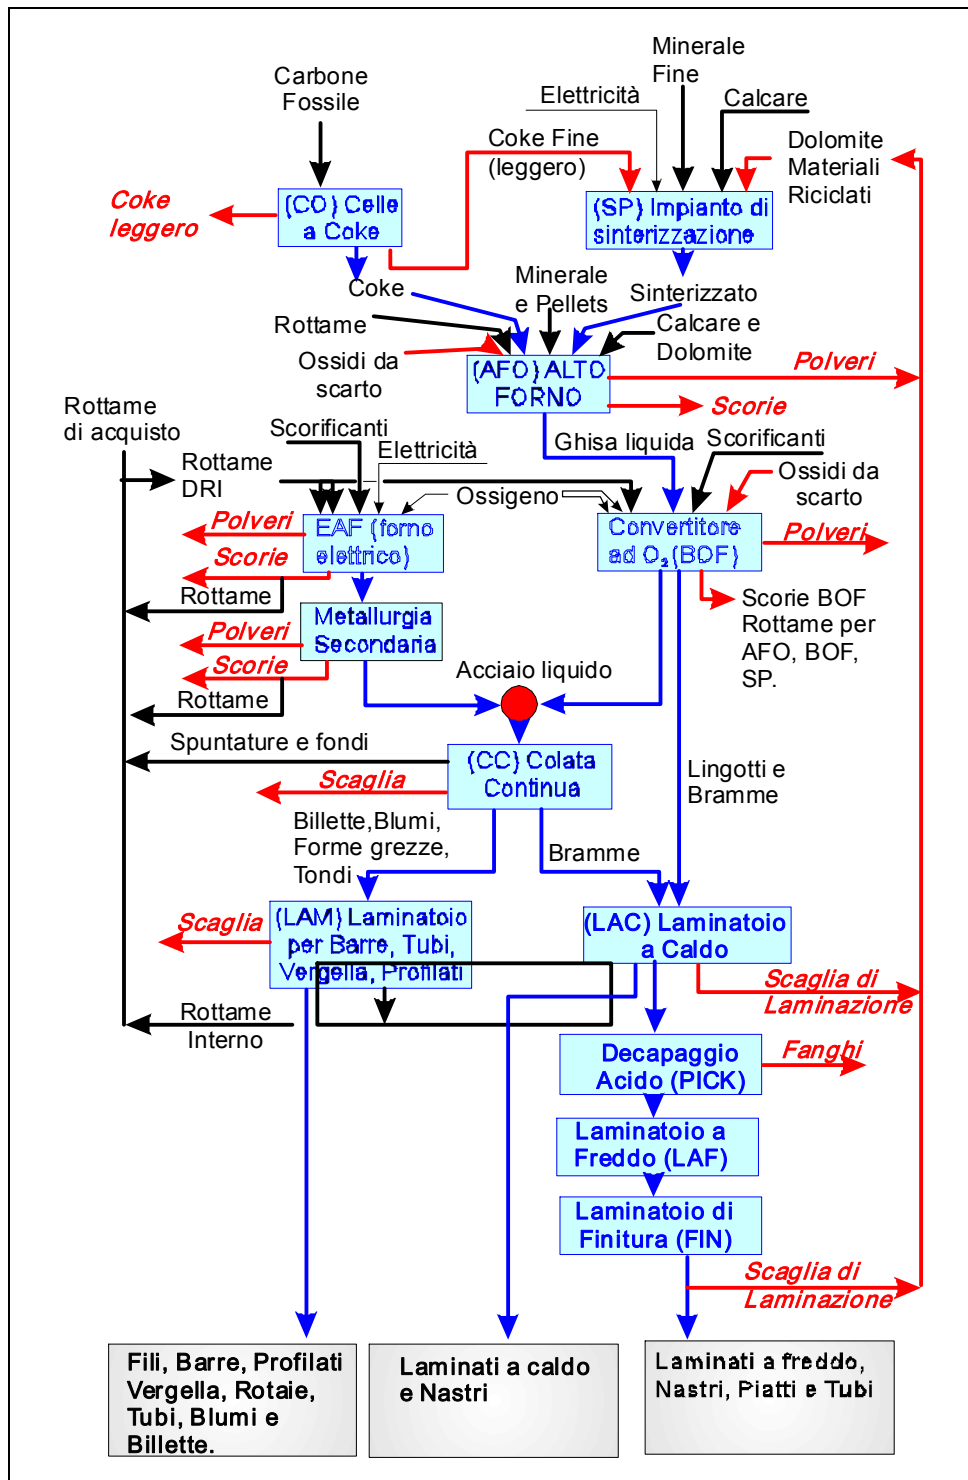 Minerale
Fine
Carbone
Fossile
Elettricità
Calcare
Coke Fine
(leggero)
Dolomite
Materiali
Riciclati
Coke
leggero
(CO) Celle
a Coke
(SP) Impianto di
sinterizzazione
Coke
Minerale
e Pellets
Sinterizzato
Rottame
Calcare e
Dolomite
Ossidi da
scarto
(AFO) ALTO
FORNO
Polveri
Scorie
Rottame
di acquisto
Scorificanti
Elettricità
Ghisa liquida
Scorificanti
Rottame
DRI
Ossigeno
Ossidi da
scarto
Polveri
EAF (forno
elettrico)
Convertitore
ad O₂(BOF)
Polveri
Scorie
Rottame
Metallurgia
Secondaria
Scorie BOF
Rottame per
AFO, BOF,
SP.
Polveri
Scorie
Rottame
Acciaio liquido
Spuntature e fondi
(CC) Colata
Continua
Scaglia
Lingotti e
Bramme
Billette,Blumi,
Forme grezze,
Tondi
Bramme
Scaglia
(LAM) Laminatoio
per Barre, Tubi,
Vergella, Profilati
(LAC) Laminatoio
a Caldo
Scaglia di
Laminazione
Rottame
Interno
Decapaggio
Acido (PICK)
Fanghi
Laminatoio a
Freddo (LAF)
Laminatoio di
Finitura (FIN)
Scaglia di
Laminazione
Fili, Barre, Profilati
Vergella, Rotaie,
Tubi, Blumi e
Billette.
Laminati a caldo
e Nastri
Laminati a freddo,
Nastri, Piatti e Tubi